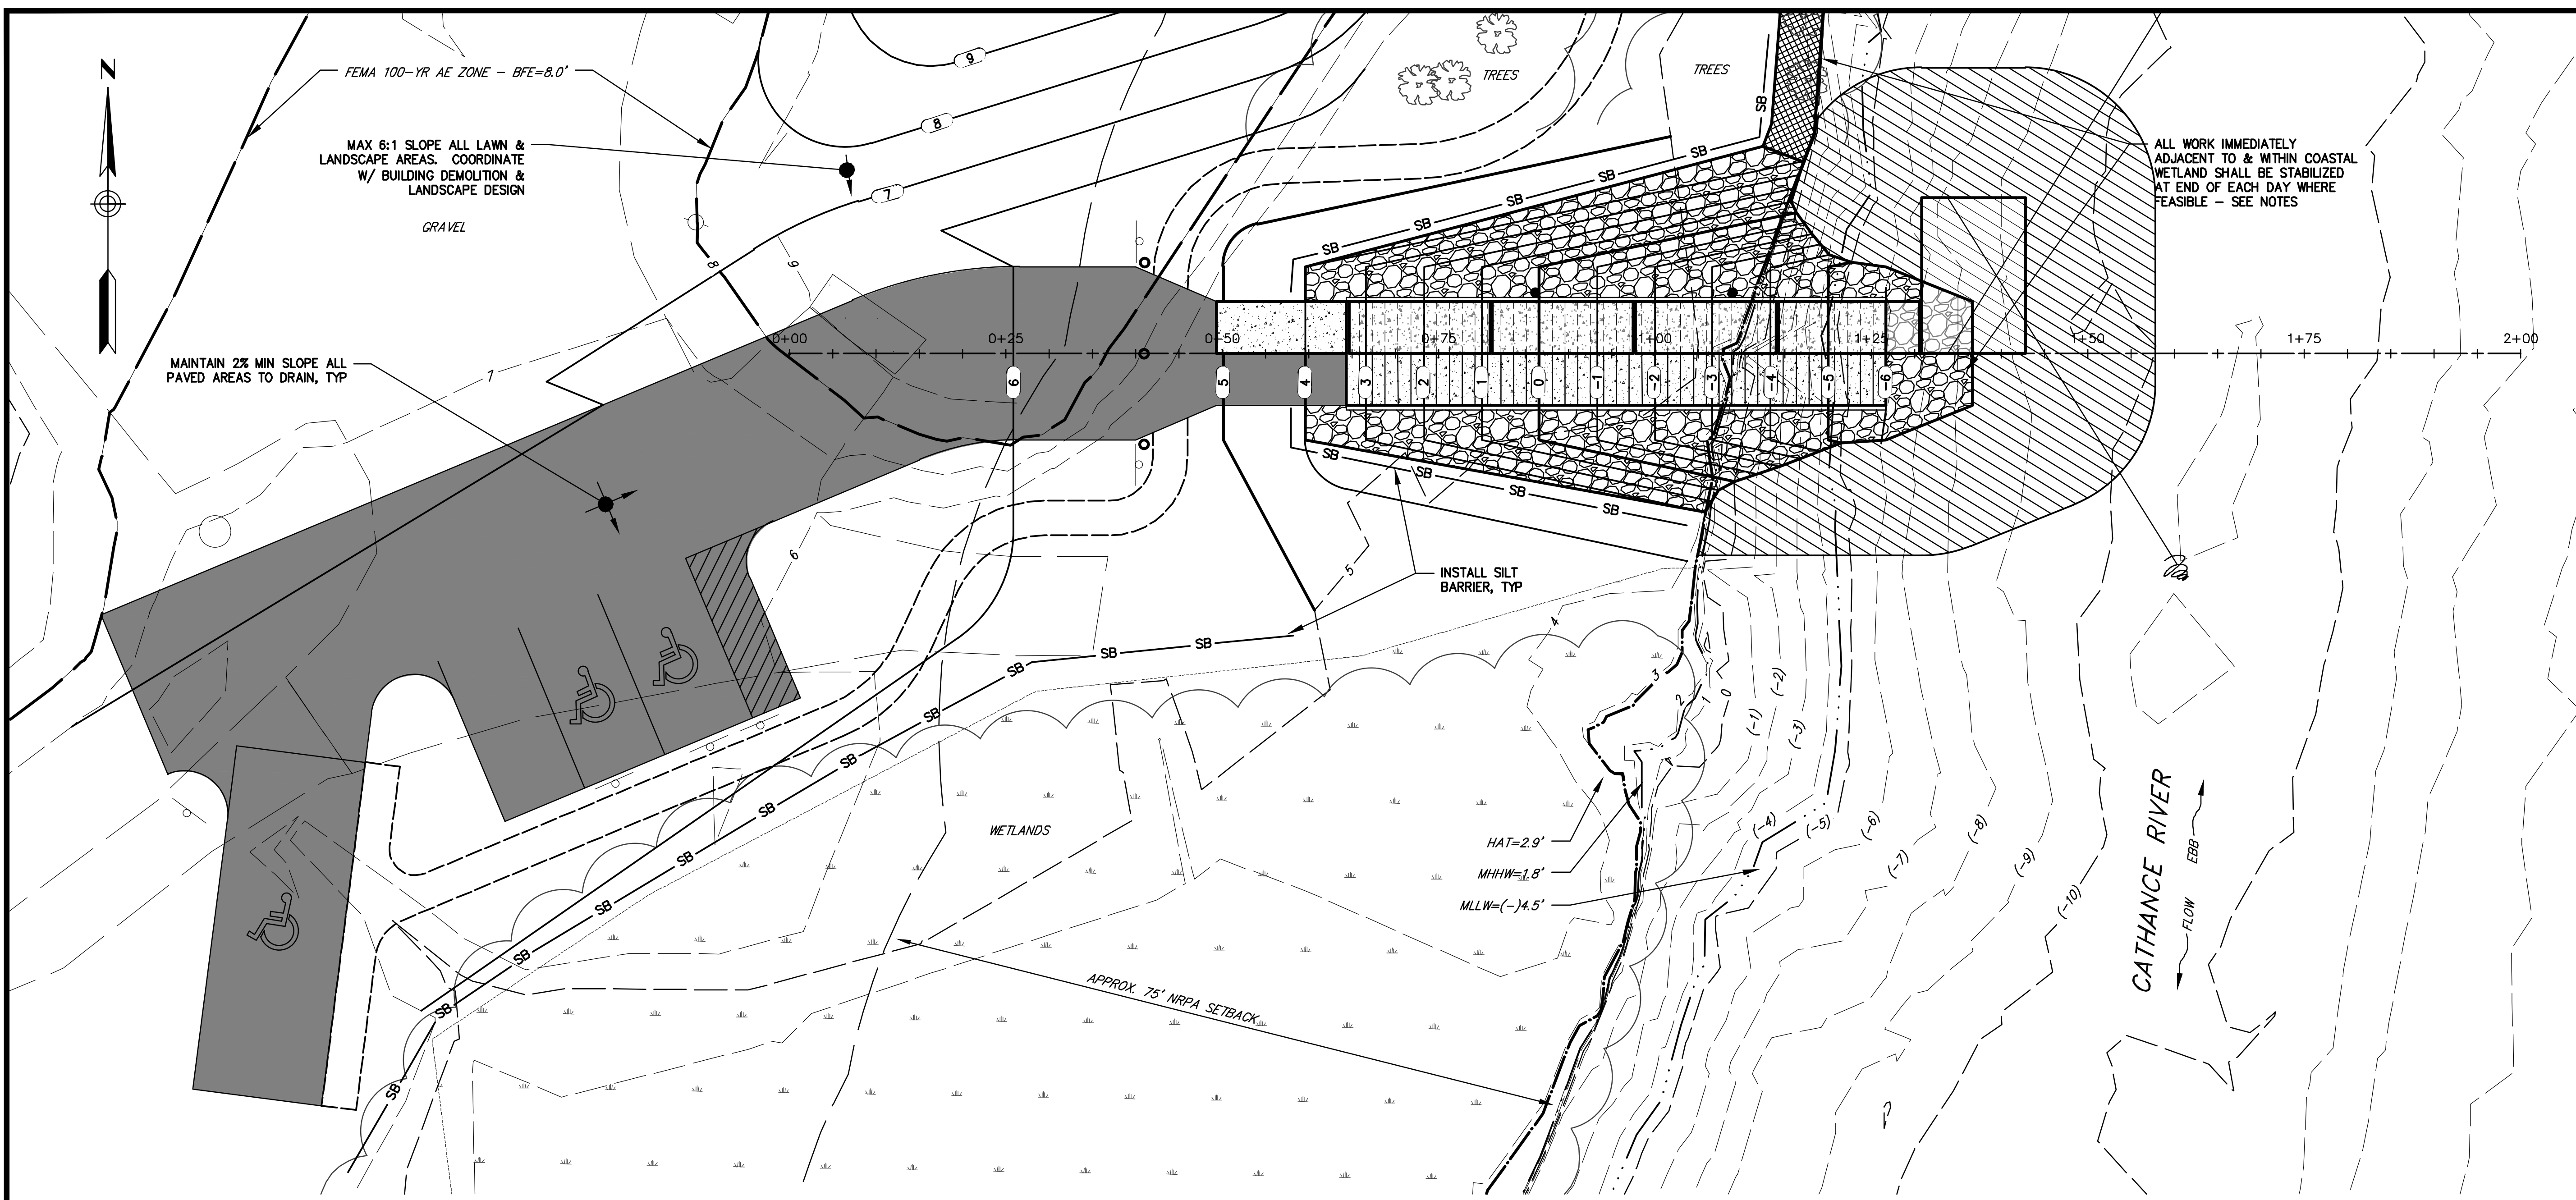 N
FEMA 100-YR AE ZONE - BFE=8.0'
MAX 6:1 SLOPE ALL LAWN &
LANDSCAPE AREAS. COORDINATE
W/ BUILDING DEMOLITION &
LANDSCAPE DESIGN
GRAVEL
9
8
7
TREES
TREES
SB
ALL WORK IMMEDIATELY
ADJACENT TO & WITHIN COASTAL
WETLAND SHALL BE STABILIZED
AT END OF EACH DAY WHERE
FEASIBLE - SEE NOTES
SB
SB
SB
SB
SB
8
9
MAINTAIN 2% MIN SLOPE ALL
PAVED AREAS TO DRAIN, TYP
7
0+00
0+25
0+50
0+75
1+00
1+25
1+50
1+75
2+00
6
5
4
3
2
1
0
-1
-2
-3
-4
-5
-6
SB
SB
SB
SB
6
5
INSTALL SILT
BARRIER, TYP
4
SB
SB
SB
SB
SB
SB
SB
SB
SB
SB
SB
3
2
1
0
(-1)
(-2)
(-3)
(-4)
(-5)
(-6)
(-7)
(-8)
(-9)
(-10)
WETLANDS
HAT=2.9'
MHHW=1.8'
MLLW=(-)4.5'
APPROX. 75' NRPA SETBACK
CATHANCE RIVER
FLOW
EBB